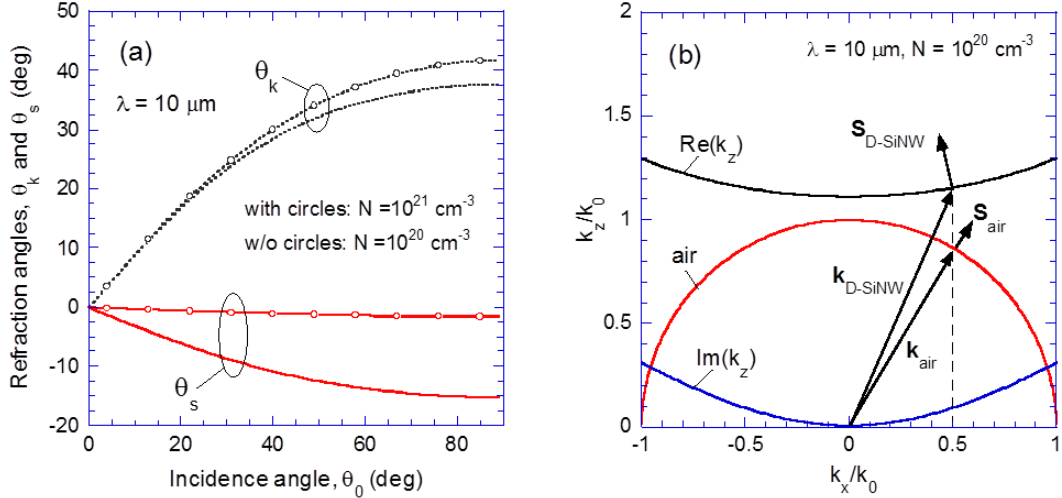 (a)
λ = 10 μm
θk
with circles: N =10^21 cm^-3
w/o circles: N =10^20 cm^-3
θs
50
40
30
20
10
0
-10
-20
0
20
40
60
80
Refraction angles, θk and θs (deg)
Incidence angle, θ0 (deg)
(b)
λ = 10 μm, N = 10^20 cm^-3
SD-SiNW
Re(kz)
Sair
air
kD-SiNW
kair
Im(kz)
2
1.5
1
0.5
0
-1
-0.5
0
0.5
1
kz/k0
kx/k0